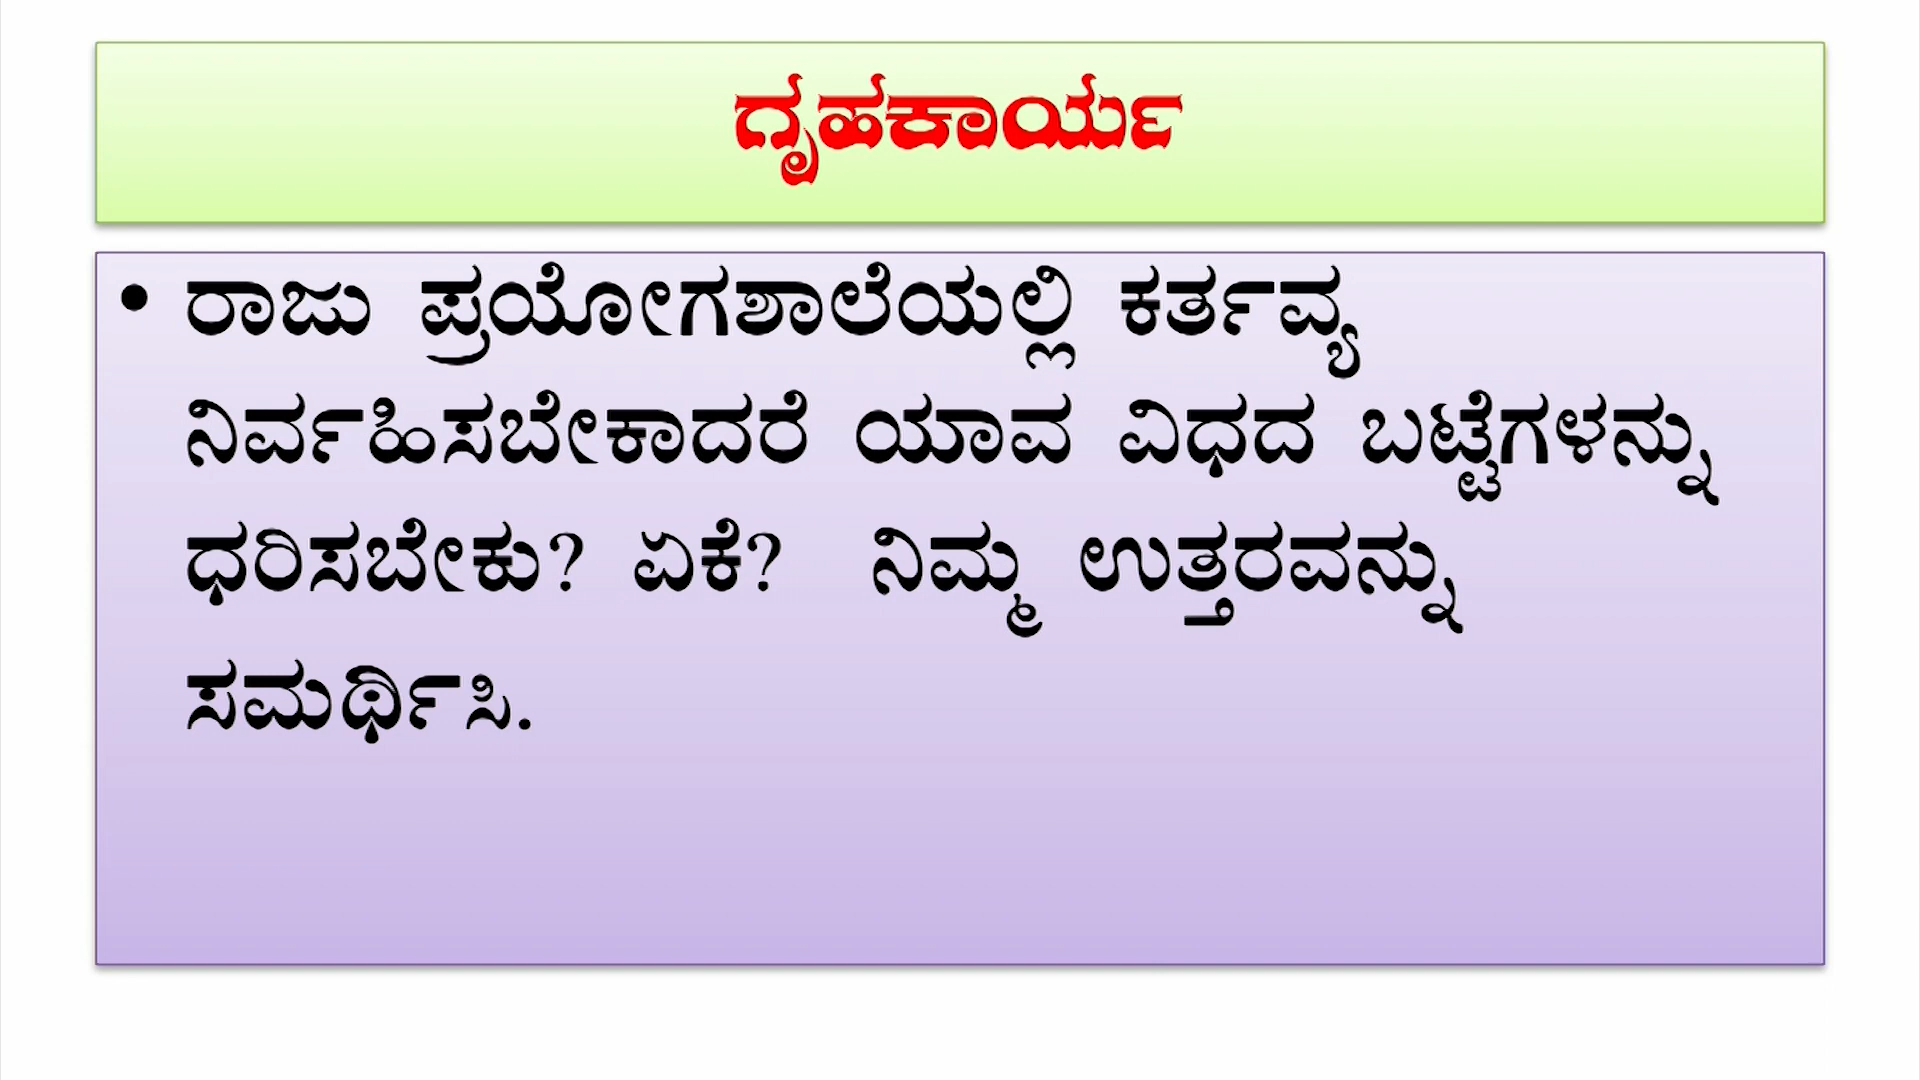 ಗೃಹಕಾರ್ಯ
• ರಾಜು ಪ್ರಯೋಗಶಾಲೆಯಲ್ಲಿ ಕರ್ತವ್ಯ
ನಿರ್ವಹಿಸಬೇಕಾದರೆ ಯಾವ ವಿಧದ ಬಟ್ಟೆಗಳನ್ನು
ಧರಿಸಬೇಕು? ಏಕೆ? ನಿಮ್ಮ ಉತ್ತರವನ್ನು
ಸಮರ್ಥಿಸಿ.